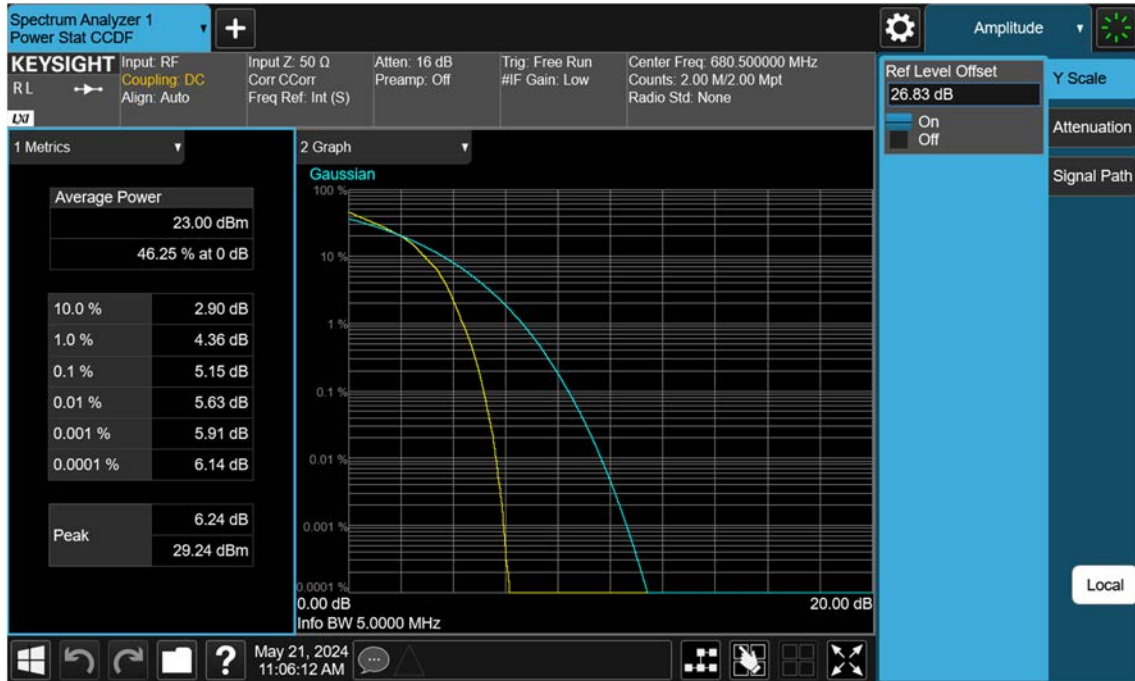 Spectrum Analyzer 1
Power Stat CCDF
Amplitude
KEYSIGHT
R L
LXI
Input: RF
Coupling: DC
Align: Auto
Input Z: 50 Ω
Corr CCorr
Freq Ref: Int (S)
Atten: 16 dB
Preamp: Off
Trig: Free Run
#IF Gain: Low
Center Freq: 680.500000 MHz
Counts: 2.00 M/2.00 Mpt
Radio Std: None
Ref Level Offset
26.83 dB
On
Off
Y Scale
Attenuation
Signal Path
1 Metrics
Average Power
23.00 dBm
46.25 % at 0 dB
10.0 % 2.90 dB
1.0 % 4.36 dB
0.1 % 5.15 dB
0.01 % 5.63 dB
0.001 % 5.91 dB
0.0001 % 6.14 dB
Peak
6.24 dB
29.24 dBm
2 Graph
Gaussian
100 %
10 %
1 %
0.1 %
0.01 %
0.001 %
0.0001 %
0.00 dB 20.00 dB
Info BW 5.0000 MHz
Local
?
May 21, 2024
11:06:12 AM